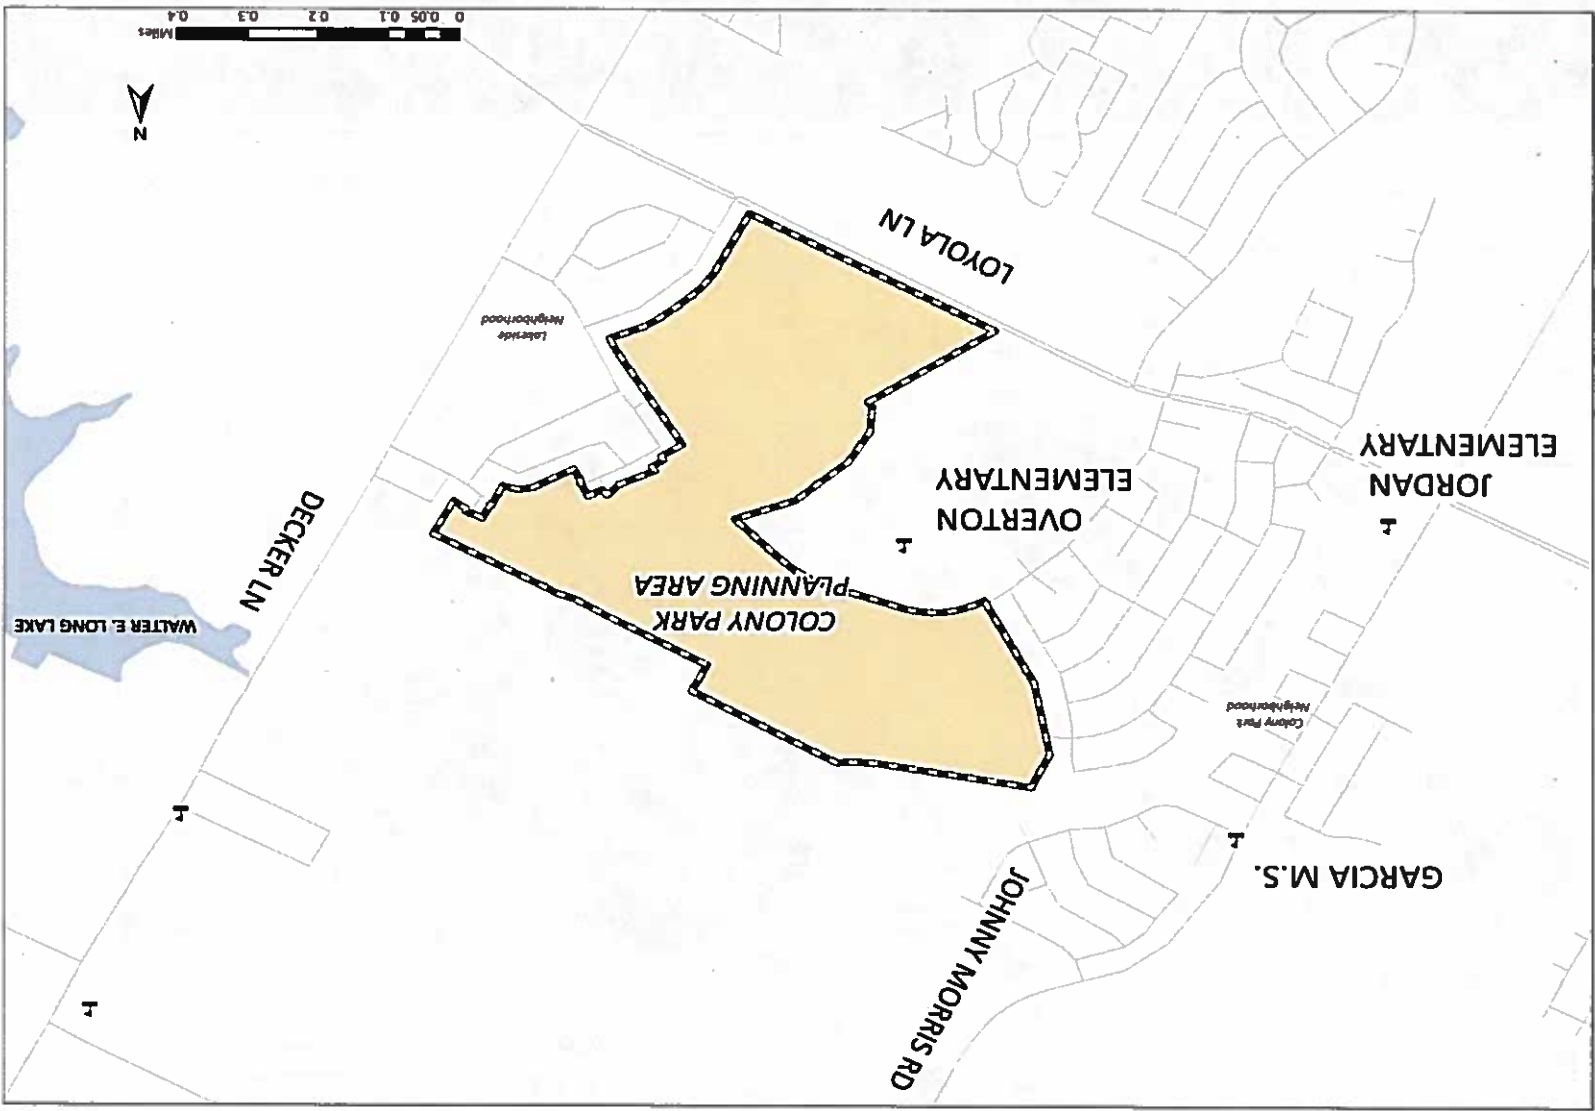 JOHNNY MORRIS RD
GARCIA M.S.
Colony Park
Neighborhood
COLONY PARK
PLANNING AREA
WALTER E. LONG LAKE
DECKER LN
JORDAN
ELEMENTARY
OVERTON
ELEMENTARY
Lakeside
Neighborhood
LOYOLA LN
N
0 0.05 0.1 0.2 0.3 0.4
Miles